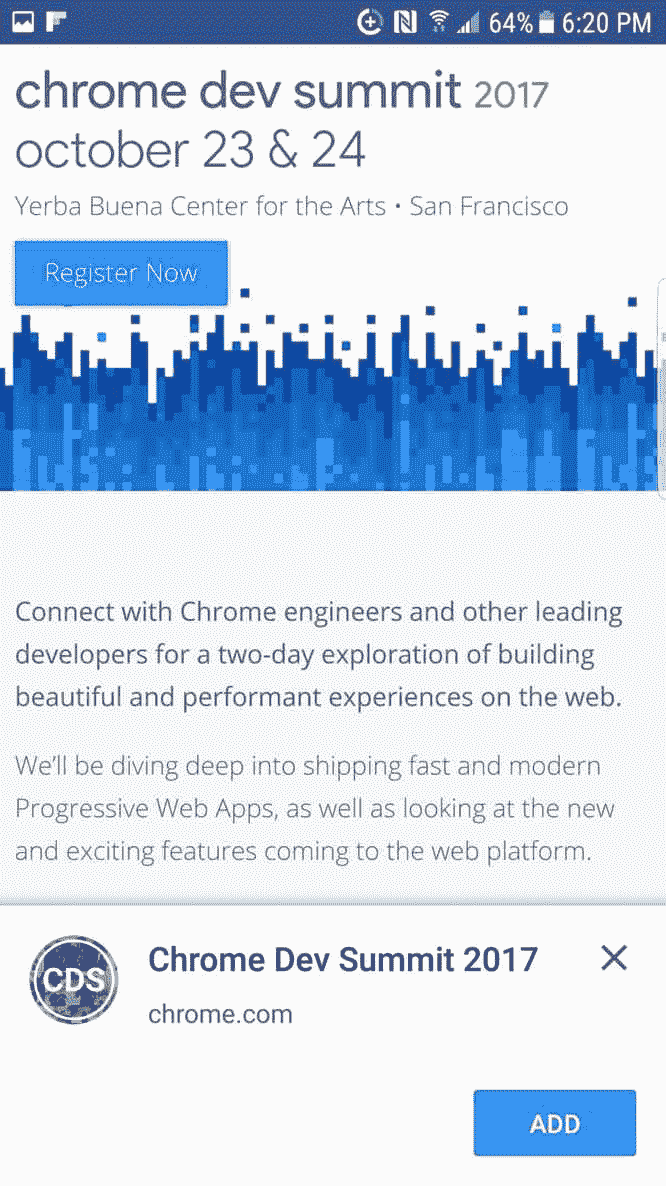 64% 6:20 PM
chrome dev summit 2017
october 23 & 24
Yerba Buena Center for the Arts • San Francisco
Register Now
Connect with Chrome engineers and other leading
developers for a two-day exploration of building
beautiful and performant experiences on the web.
We'll be diving deep into shipping fast and modern
Progressive Web Apps, as well as looking at the new
and exciting features coming to the web platform.
CDS
Chrome Dev Summit 2017
chrome.com
ADD